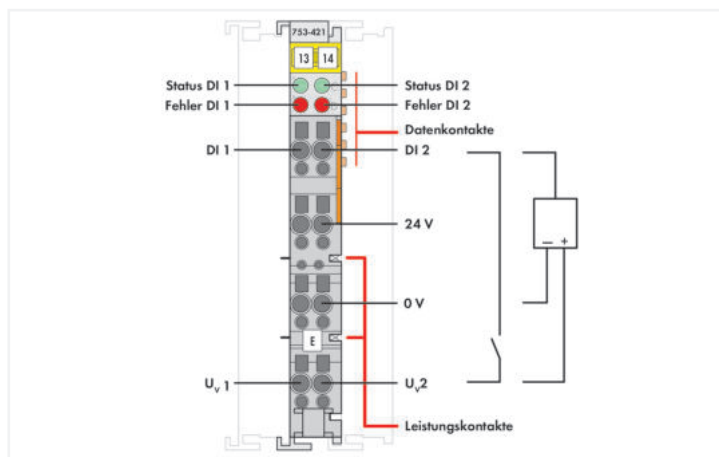 753-421
13 14
Status DI 1
Status DI 2
Fehler DI 1
Fehler DI 2
Datenkontakte
DI 1
DI 2
24 V
– +
0 V
E
Uᵥ 1
Uᵥ2
Leistungskontakte